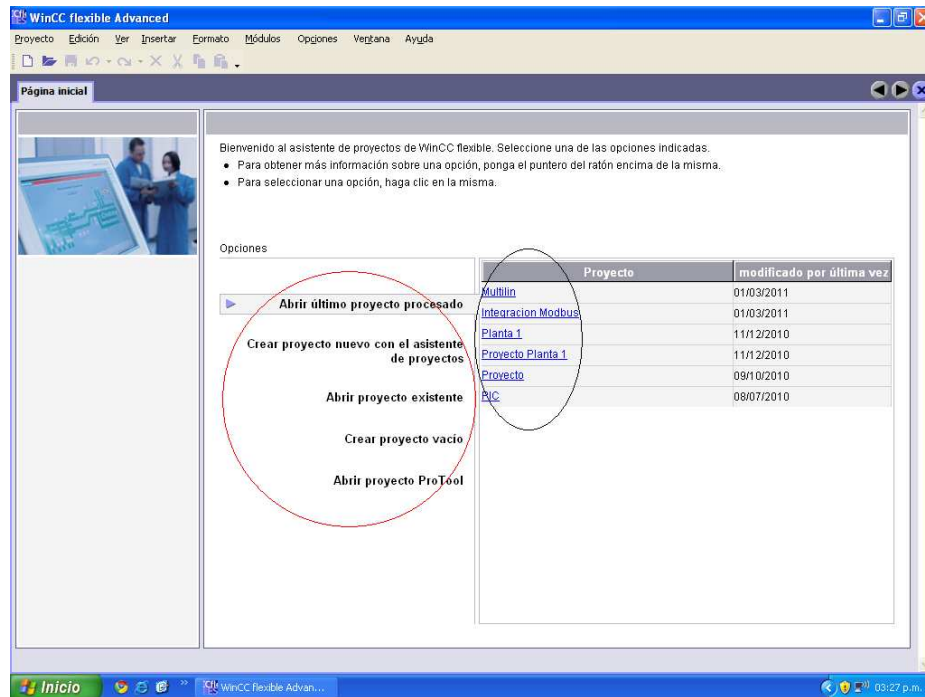 WinCC flexible Advanced
Proyecto Edición Ver Insertar Formato Módulos Opciones Ventana Ayuda
Página inicial
Bienvenido al asistente de proyectos de WinCC flexible. Seleccione una de las opciones indicadas.
• Para obtener más información sobre una opción, ponga el puntero del ratón encima de la misma.
• Para seleccionar una opción, haga clic en la misma.
Opciones
Proyecto modificado por última vez
Abrir último proyecto procesado
Crear proyecto nuevo con el asistente
de proyectos
Abrir proyecto existente
Crear proyecto vacío
Abrir proyecto ProTool
Multilin 01/03/2011
Integracion Modbus 01/03/2011
Planta 1 11/12/2010
Proyecto Planta 1 11/12/2010
Proyecto 09/10/2010
08/07/2010
Inicio
WinCC flexible Advan...
03:27 p.m.